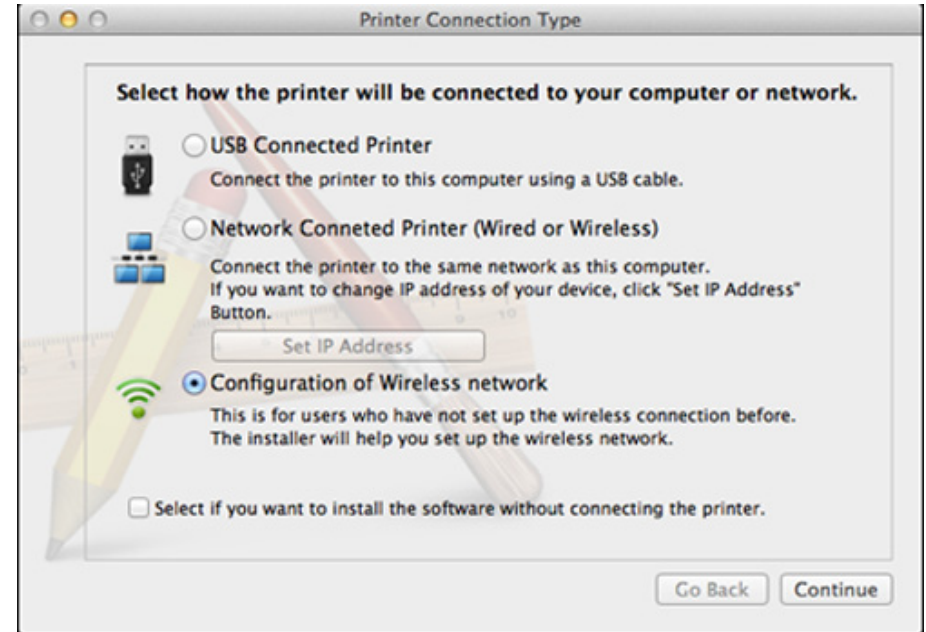 Printer Connection Type
Select how the printer will be connected to your computer or network.
USB Connected Printer
Connect the printer to this computer using a USB cable.
Network Conneted Printer (Wired or Wireless)
Connect the printer to the same network as this computer.
If you want to change IP address of your device, click "Set IP Address"
Button.
Set IP Address
Configuration of Wireless network
This is for users who have not set up the wireless connection before.
The installer will help you set up the wireless network.
Select if you want to install the software without connecting the printer.
Go Back Continue